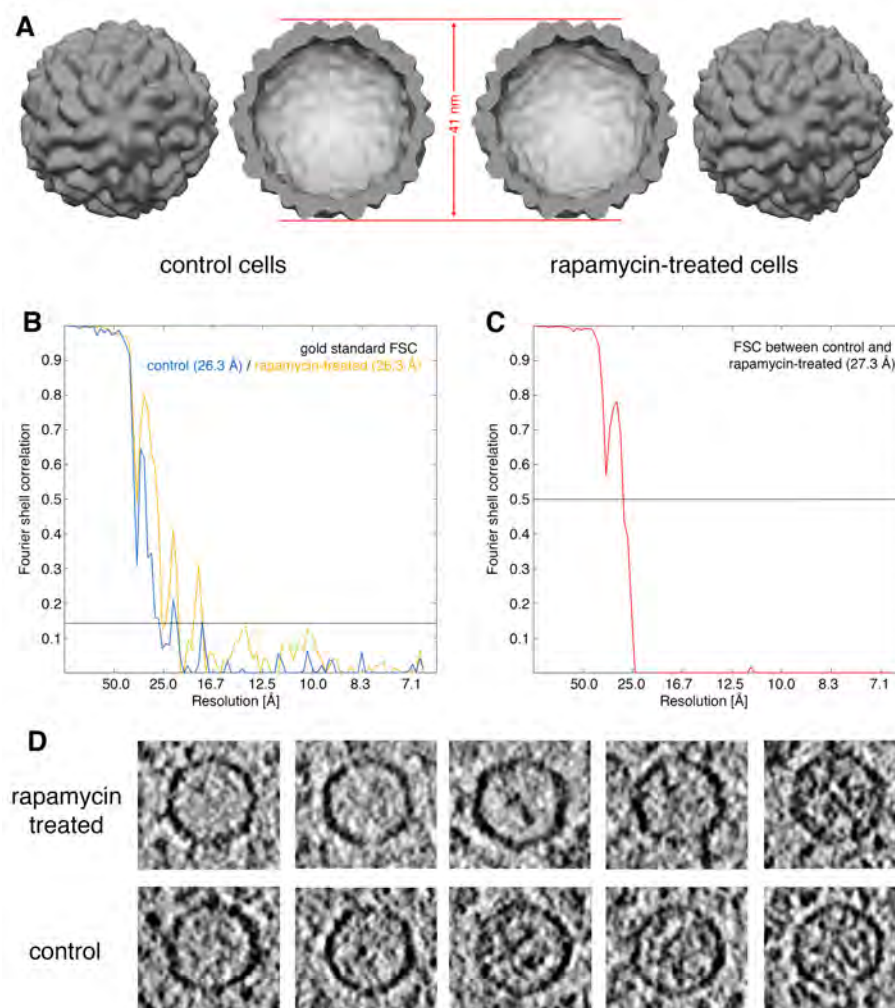 A
41 nm
control cells
rapamycin-treated cells
B
gold standard FSC
control (26.3 Å) / rapamycin-treated (26.3 Å)
Fourier shell correlation
0.9
0.8
0.7
0.6
0.5
0.4
0.3
0.2
0.1
50.0 25.0 16.7 12.5 10.0 8.3 7.1
Resolution [Å]
C
FSC between control and
rapamycin-treated (27.3 Å)
Fourier shell correlation
0.9
0.8
0.7
0.6
0.5
0.4
0.3
0.2
0.1
50.0 25.0 16.7 12.5 10.0 8.3 7.1
Resolution [Å]
D
rapamycin
treated
control